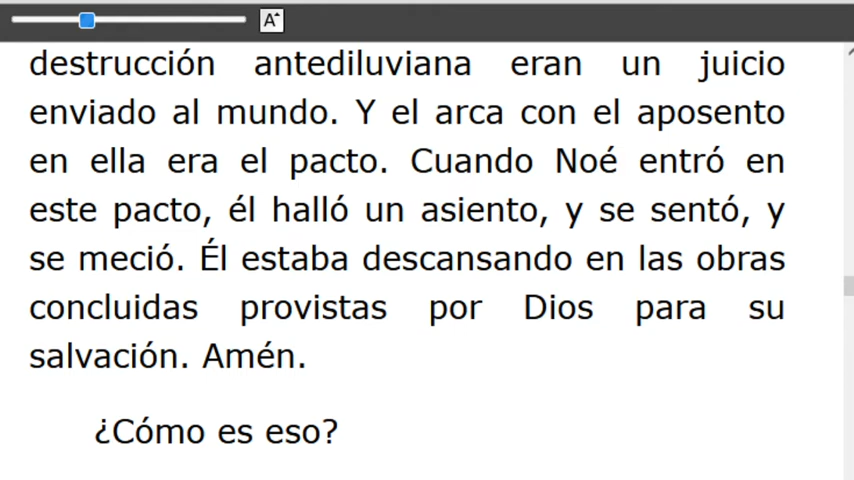 A
destrucción antediluviana eran un juicio
enviado al mundo. Y el arca con el aposento
en ella era el pacto. Cuando Noé entró en
este pacto, él halló un asiento, y se sentó, y
se meció. Él estaba descansando en las obras
concluidas provistas por Dios para su
salvación. Amén.
¿Cómo es eso?